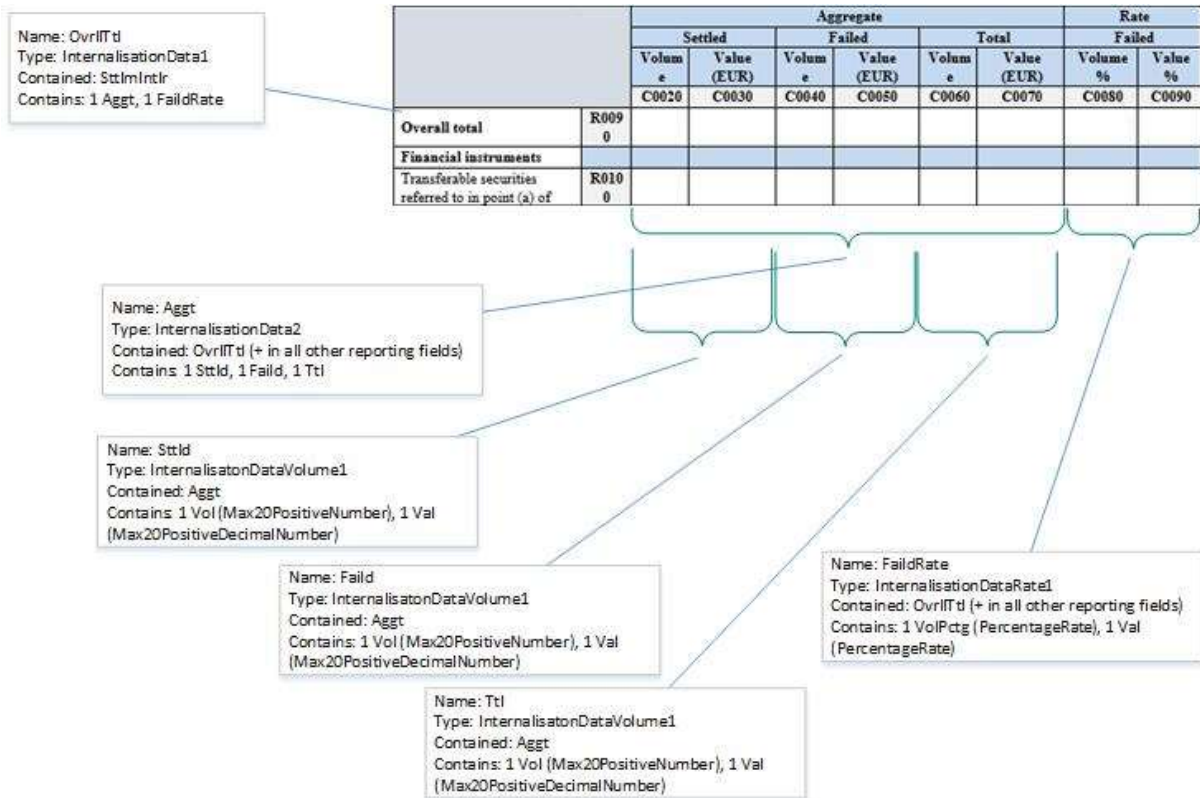 Name: OvrllTtl
Type: InternalisationData1
Contained: SttlmIntlr
Contains: 1 Aggt, 1 FaildRate
Aggregate Rate
Settled Failed Total Failed
Volum e Value (EUR) Volum e Value (EUR) Volum e Value (EUR) Volume % Value %
C0020 C0030 C0040 C0050 C0060 C0070 C0080 C0090
Overall total R009 0
Financial instruments
Transferable securities R010
referred to in point (a) of 0
Name: Aggt
Type: InternalisationData2
Contained: OvrllTtl (+ in all other reporting fields)
Contains: 1 Sttld, 1 Faild, 1 Ttl
Name: Sttld
Type: InternalisatonDataVolume1
Contained: Aggt
Contains: 1 Vol (Max20PositiveNumber), 1 Val
(Max20PositiveDecimalNumber)
Name: Faild
Type: InternalisatonDataVolume1
Contained: Aggt
Contains: 1 Vol (Max20PositiveNumber), 1 Val
(Max20PositiveDecimalNumber)
Name: FaildRate
Type: InternalisationDataRate1
Contained: OvrllTtl (+ in all other reporting fields)
Contains: 1 VolPctg (PercentageRate), 1 Val
(PercentageRate)
Name: Ttl
Type: InternalisatonDataVolume1
Contained: Aggt
Contains: 1 Vol (Max20PositiveNumber), 1 Val
(Max20PositiveDecimalNumber)